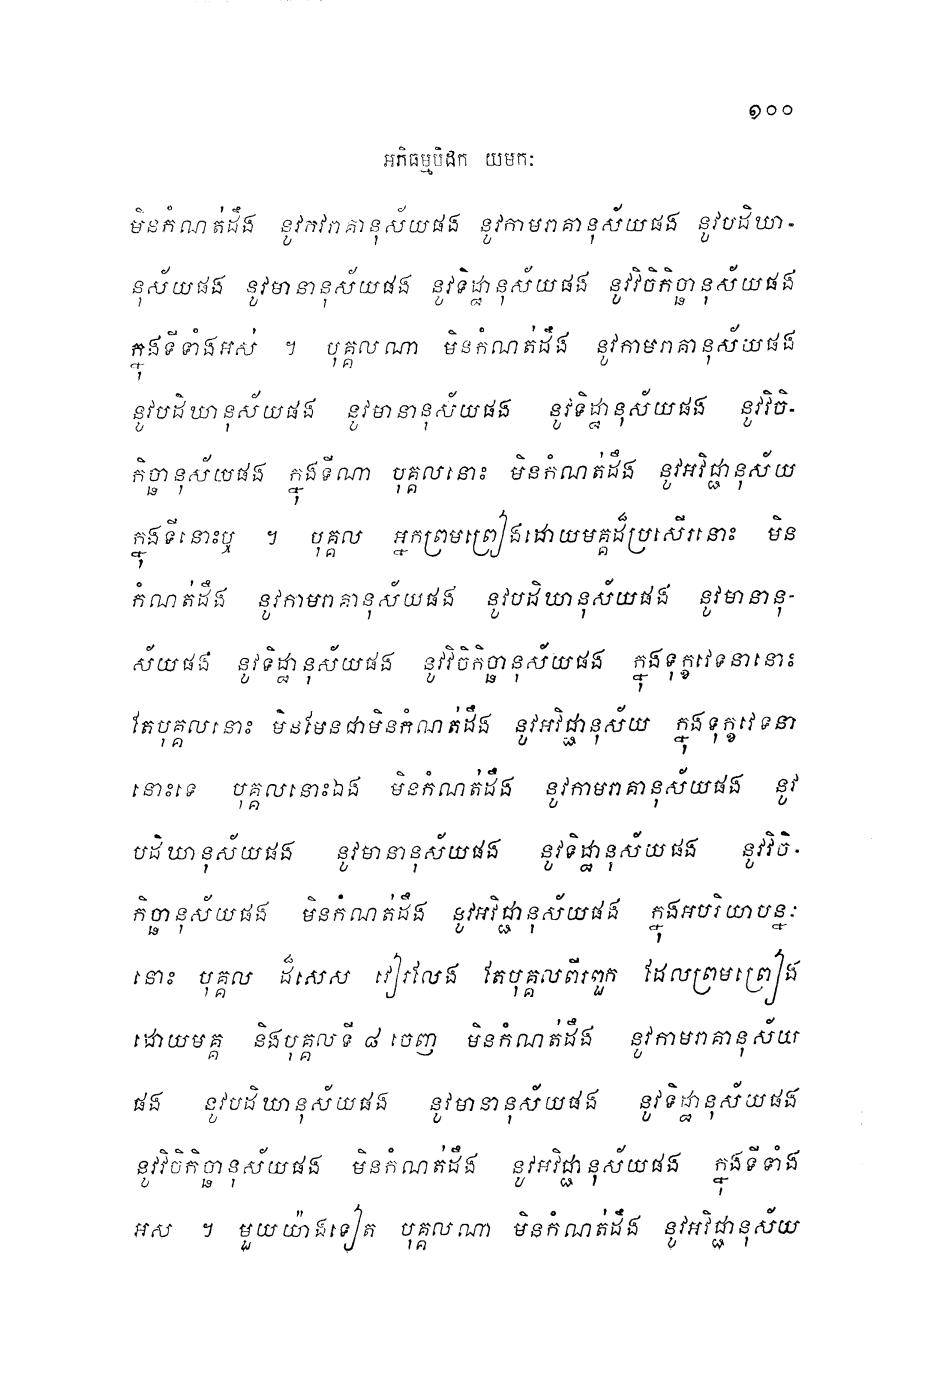 ១០០
អភិធម្មបិដក យមកៈ
មិនកំណត់ដឹង នូវភវរាគានុស័យផង នូវកាមរាគានុស័យផង នូវបដិឃា-
នុស័យផង នូវមានានុស័យផង នូវទិដ្ឋានុស័យផង នូវវិចិកិច្ឆានុស័យផង
ក្នុងទីទាំងអស់ ។ បុគ្គលណា មិនកំណត់ដឹង នូវកាមរាគានុស័យផង
នូវបដិឃានុស័យផង នូវមានានុស័យផង នូវទិដ្ឋានុស័យផង នូវវិចិ-
កិច្ឆានុស័យផង ក្នុងទីណា បុគ្គលនោះ មិនកំណត់ដឹង នូវអវិជ្ជានុស័យ
ក្នុងទីនោះឬ ។ បុគ្គល អ្នកព្រមព្រៀងដោយមគ្គដ៏ប្រសើរនោះ មិន
កំណត់ដឹង នូវកាមរាគានុស័យផង នូវបដិឃានុស័យផង នូវមានានុ-
ស័យផង នូវទិដ្ឋានុស័យផង នូវវិចិកិច្ឆានុស័យផង ក្នុងទុក្ខវេទនានោះ
តែបុគ្គលនោះ មិនមែនជាមិនកំណត់ដឹង នូវអវិជ្ជានុស័យ ក្នុងទុក្ខវេទនា
នោះទេ បុគ្គលនោះឯង មិនកំណត់ដឹង នូវកាមរាគានុស័យផង នូវ
បដិឃានុស័យផង នូវមានានុស័យផង នូវទិដ្ឋានុស័យផង នូវវិចិ-
កិច្ឆានុស័យផង មិនកំណត់ដឹង នូវអវិជ្ជានុស័យផង ក្នុងអបរិយាបន្នៈ
នោះ បុគ្គល ដ៏សេស វៀរលែង តែបុគ្គលពីរពួក ដែលព្រមព្រៀង
ដោយមគ្គ និងបុគ្គលទី ៨ ចេញ មិនកំណត់ដឹង នូវកាមរាគានុស័យ
ផង នូវបដិឃានុស័យផង នូវមានានុស័យផង នូវទិដ្ឋានុស័យផង
នូវវិចិកិច្ឆានុស័យផង មិនកំណត់ដឹង នូវអវិជ្ជានុស័យផង ក្នុងទីទាំង
អស ។ មួយយ៉ាងទៀត បុគ្គលណា មិនកំណត់ដឹង នូវអវិជ្ជានុស័យ